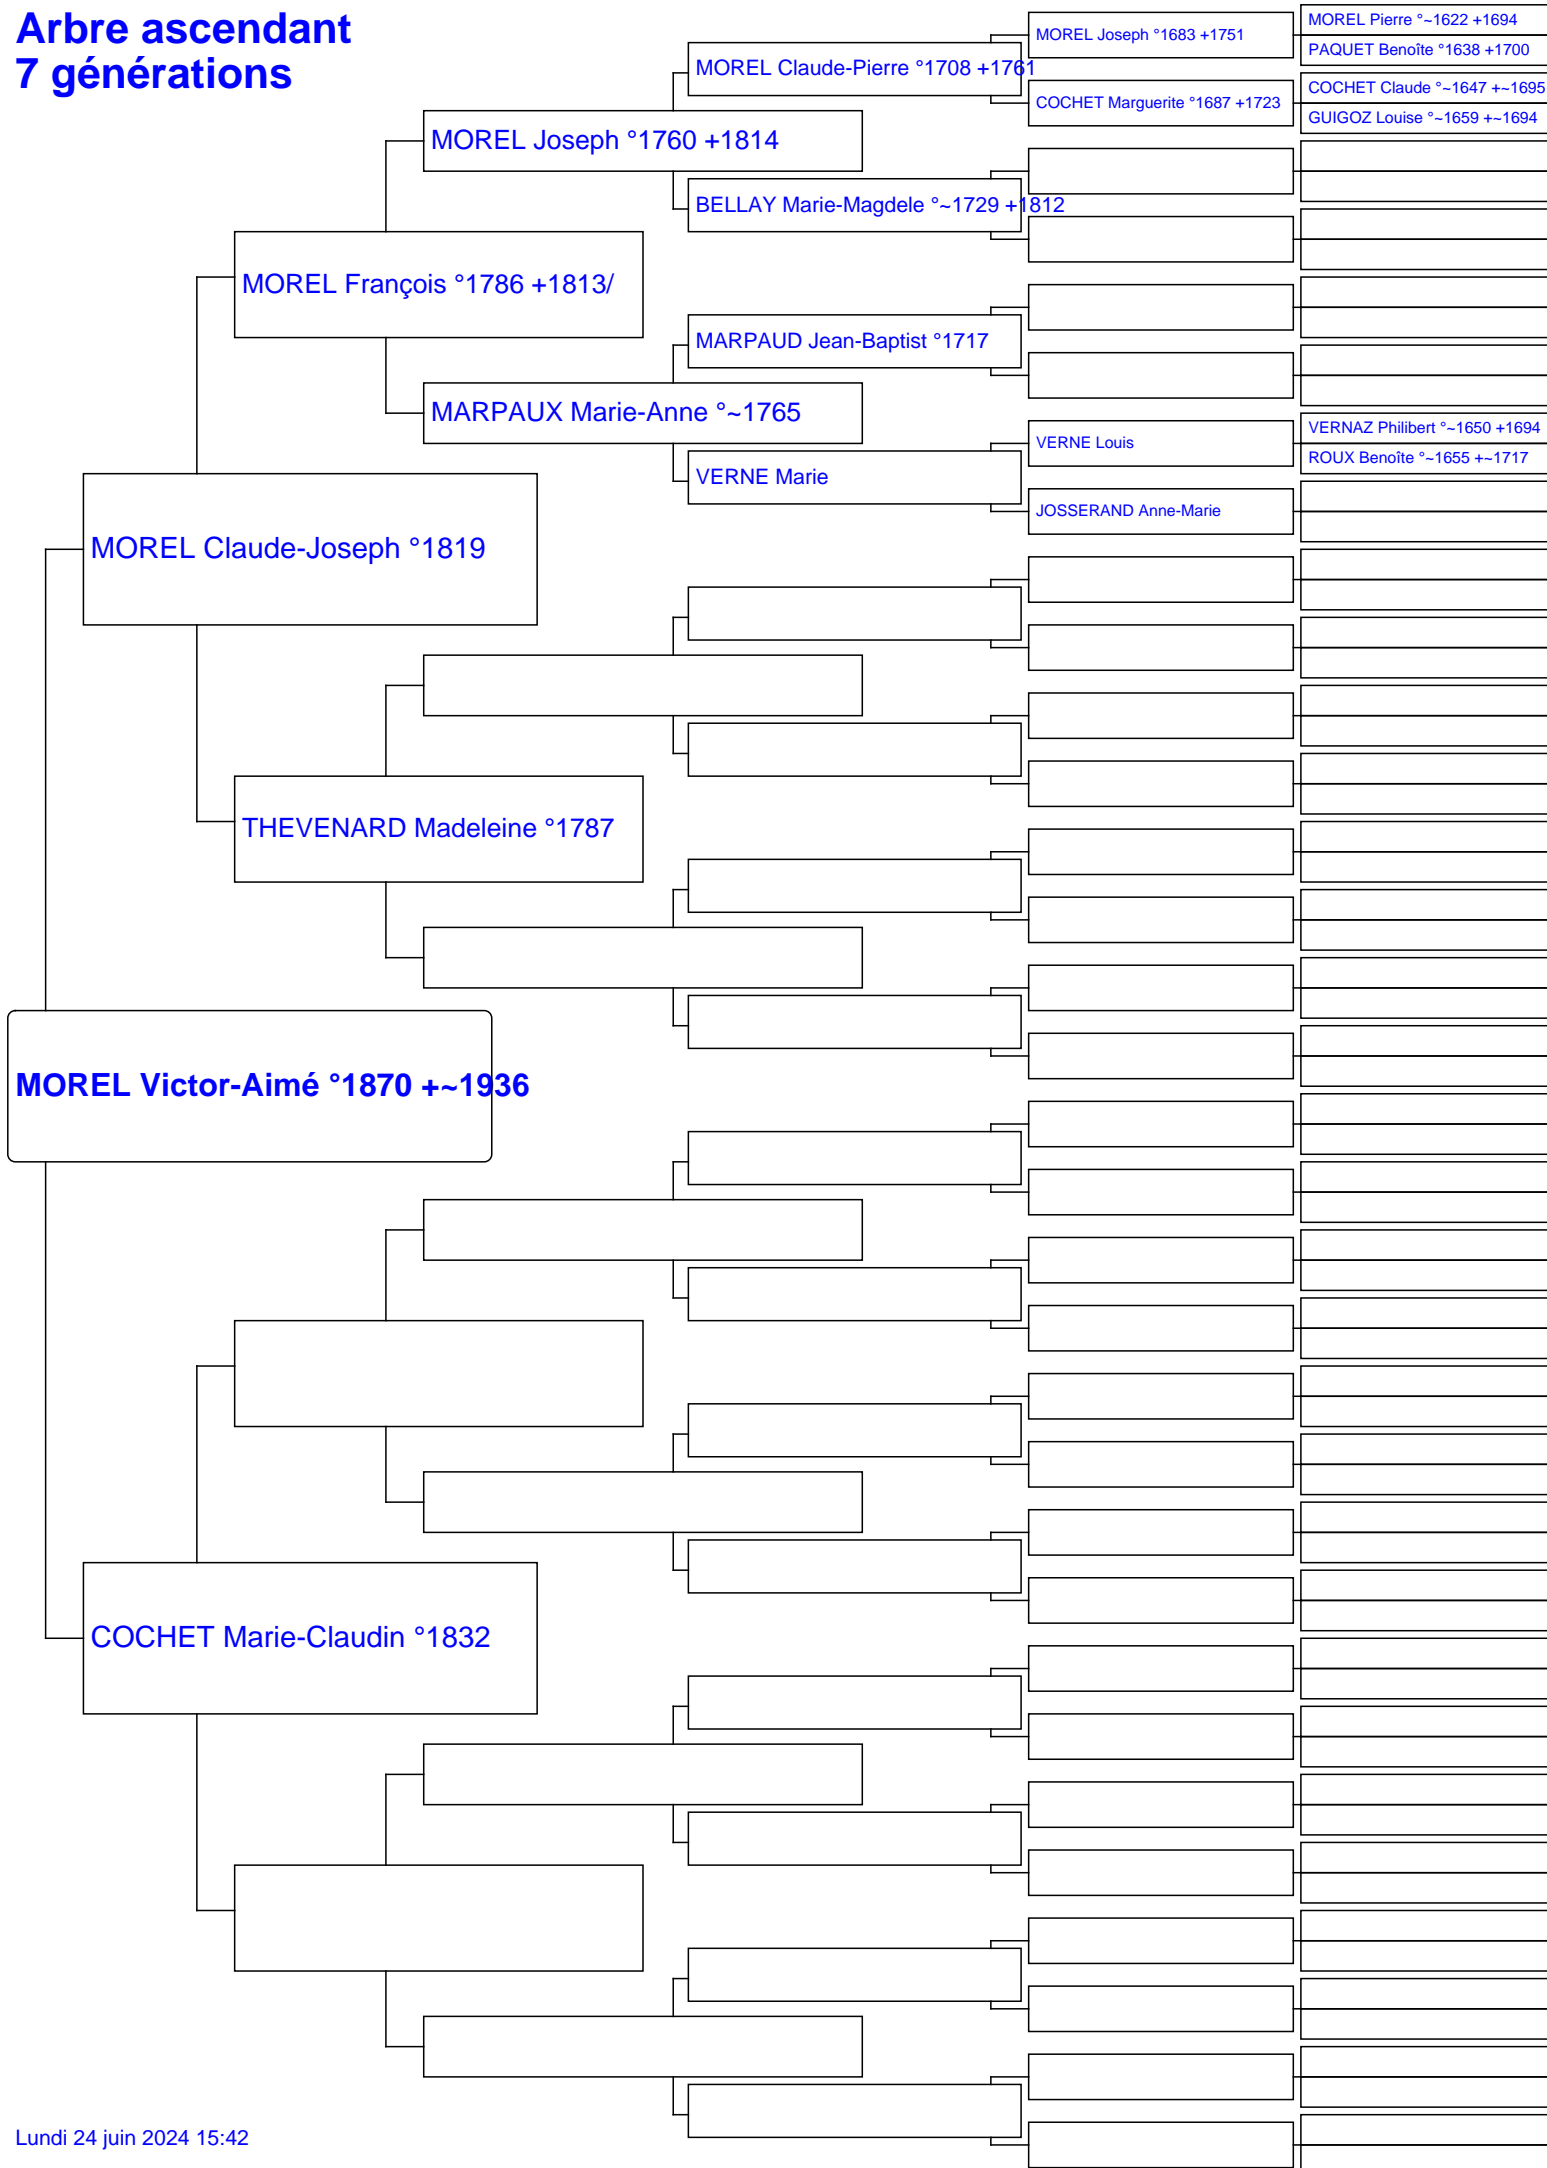 Arbre ascendant
7 générations
MOREL Pierre °~1622 +1694
MOREL Joseph °1683 +1751
PAQUET Benoîte °1638 +1700
MOREL Claude-Pierre °1708 +1761
COCHET Claude °~1647 +~1695
COCHET Marguerite °1687 +1723
GUIGOZ Louise °~1659 +~1694
MOREL Joseph °1760 +1814
BELLAY Marie-Magdele °~1729 +1812
MOREL François °1786 +1813/
MARPAUD Jean-Baptist °1717
MARPAUX Marie-Anne °~1765
VERNAZ Philibert °~1650 +1694
VERNE Louis
ROUX Benoîte °~1655 +~1717
VERNE Marie
JOSSERAND Anne-Marie
MOREL Claude-Joseph °1819
THEVENARD Madeleine °1787
MOREL Victor-Aimé °1870 +~1936
COCHET Marie-Claudin °1832
Lundi 24 juin 2024 15:42